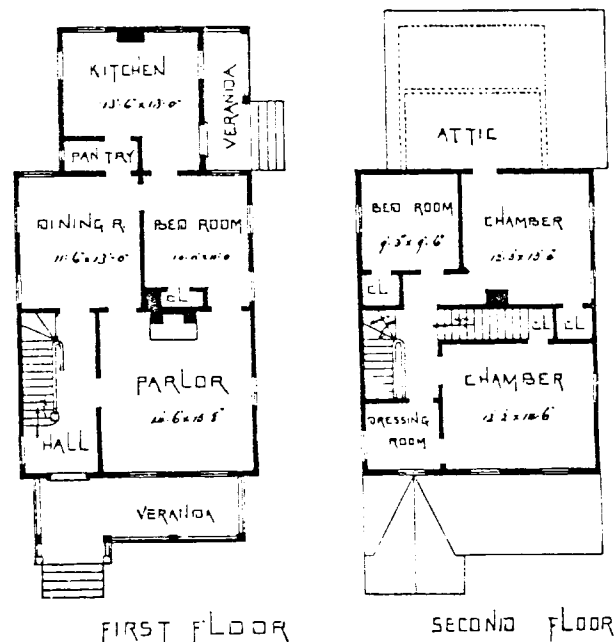 KITCHEN
13'-6" x 13'-0"
VERANDA
PANTRY
DINING R.
11'-6" x 13'-0"
BED ROOM
CL
PARLOR
HALL
VERANDA
FIRST FLOOR
ATTIC
BED ROOM
9'-3" x 9'-6"
CHAMBER
CL
CL
CL
CHAMBER
DRESSING
ROOM
SECOND FLOOR